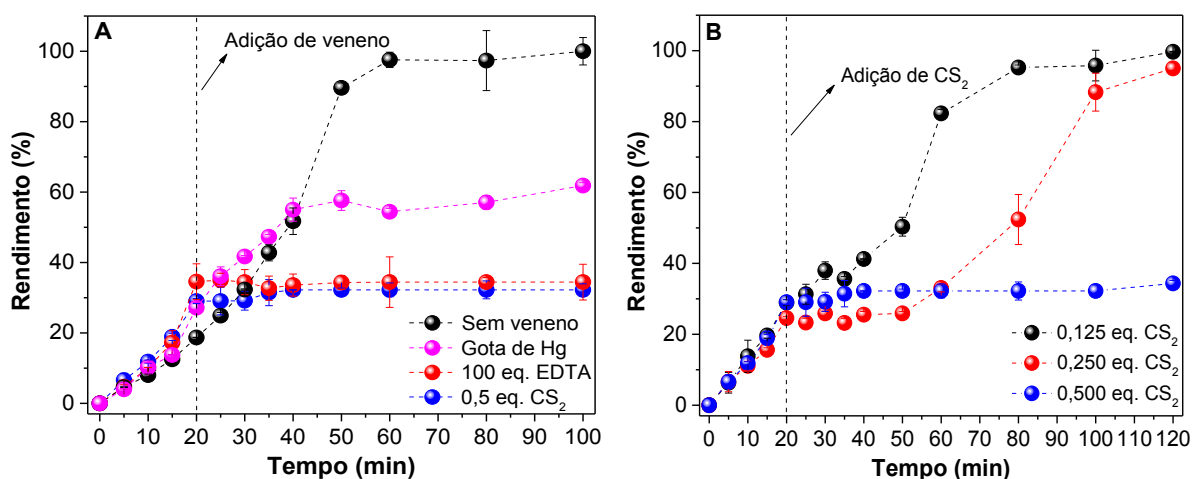 A
Adição de veneno
Rendimento (%)
100
80
60
40
20
0
Sem veneno
Gota de Hg
100 eq. EDTA
0,5 eq. CS₂
0 10 20 30 40 50 60 70 80 90 100
Tempo (min)
B
Adição de CS₂
Rendimento (%)
100
80
60
40
20
0
0,125 eq. CS₂
0,250 eq. CS₂
0,500 eq. CS₂
0 10 20 30 40 50 60 70 80 90 100 110 120
Tempo (min)